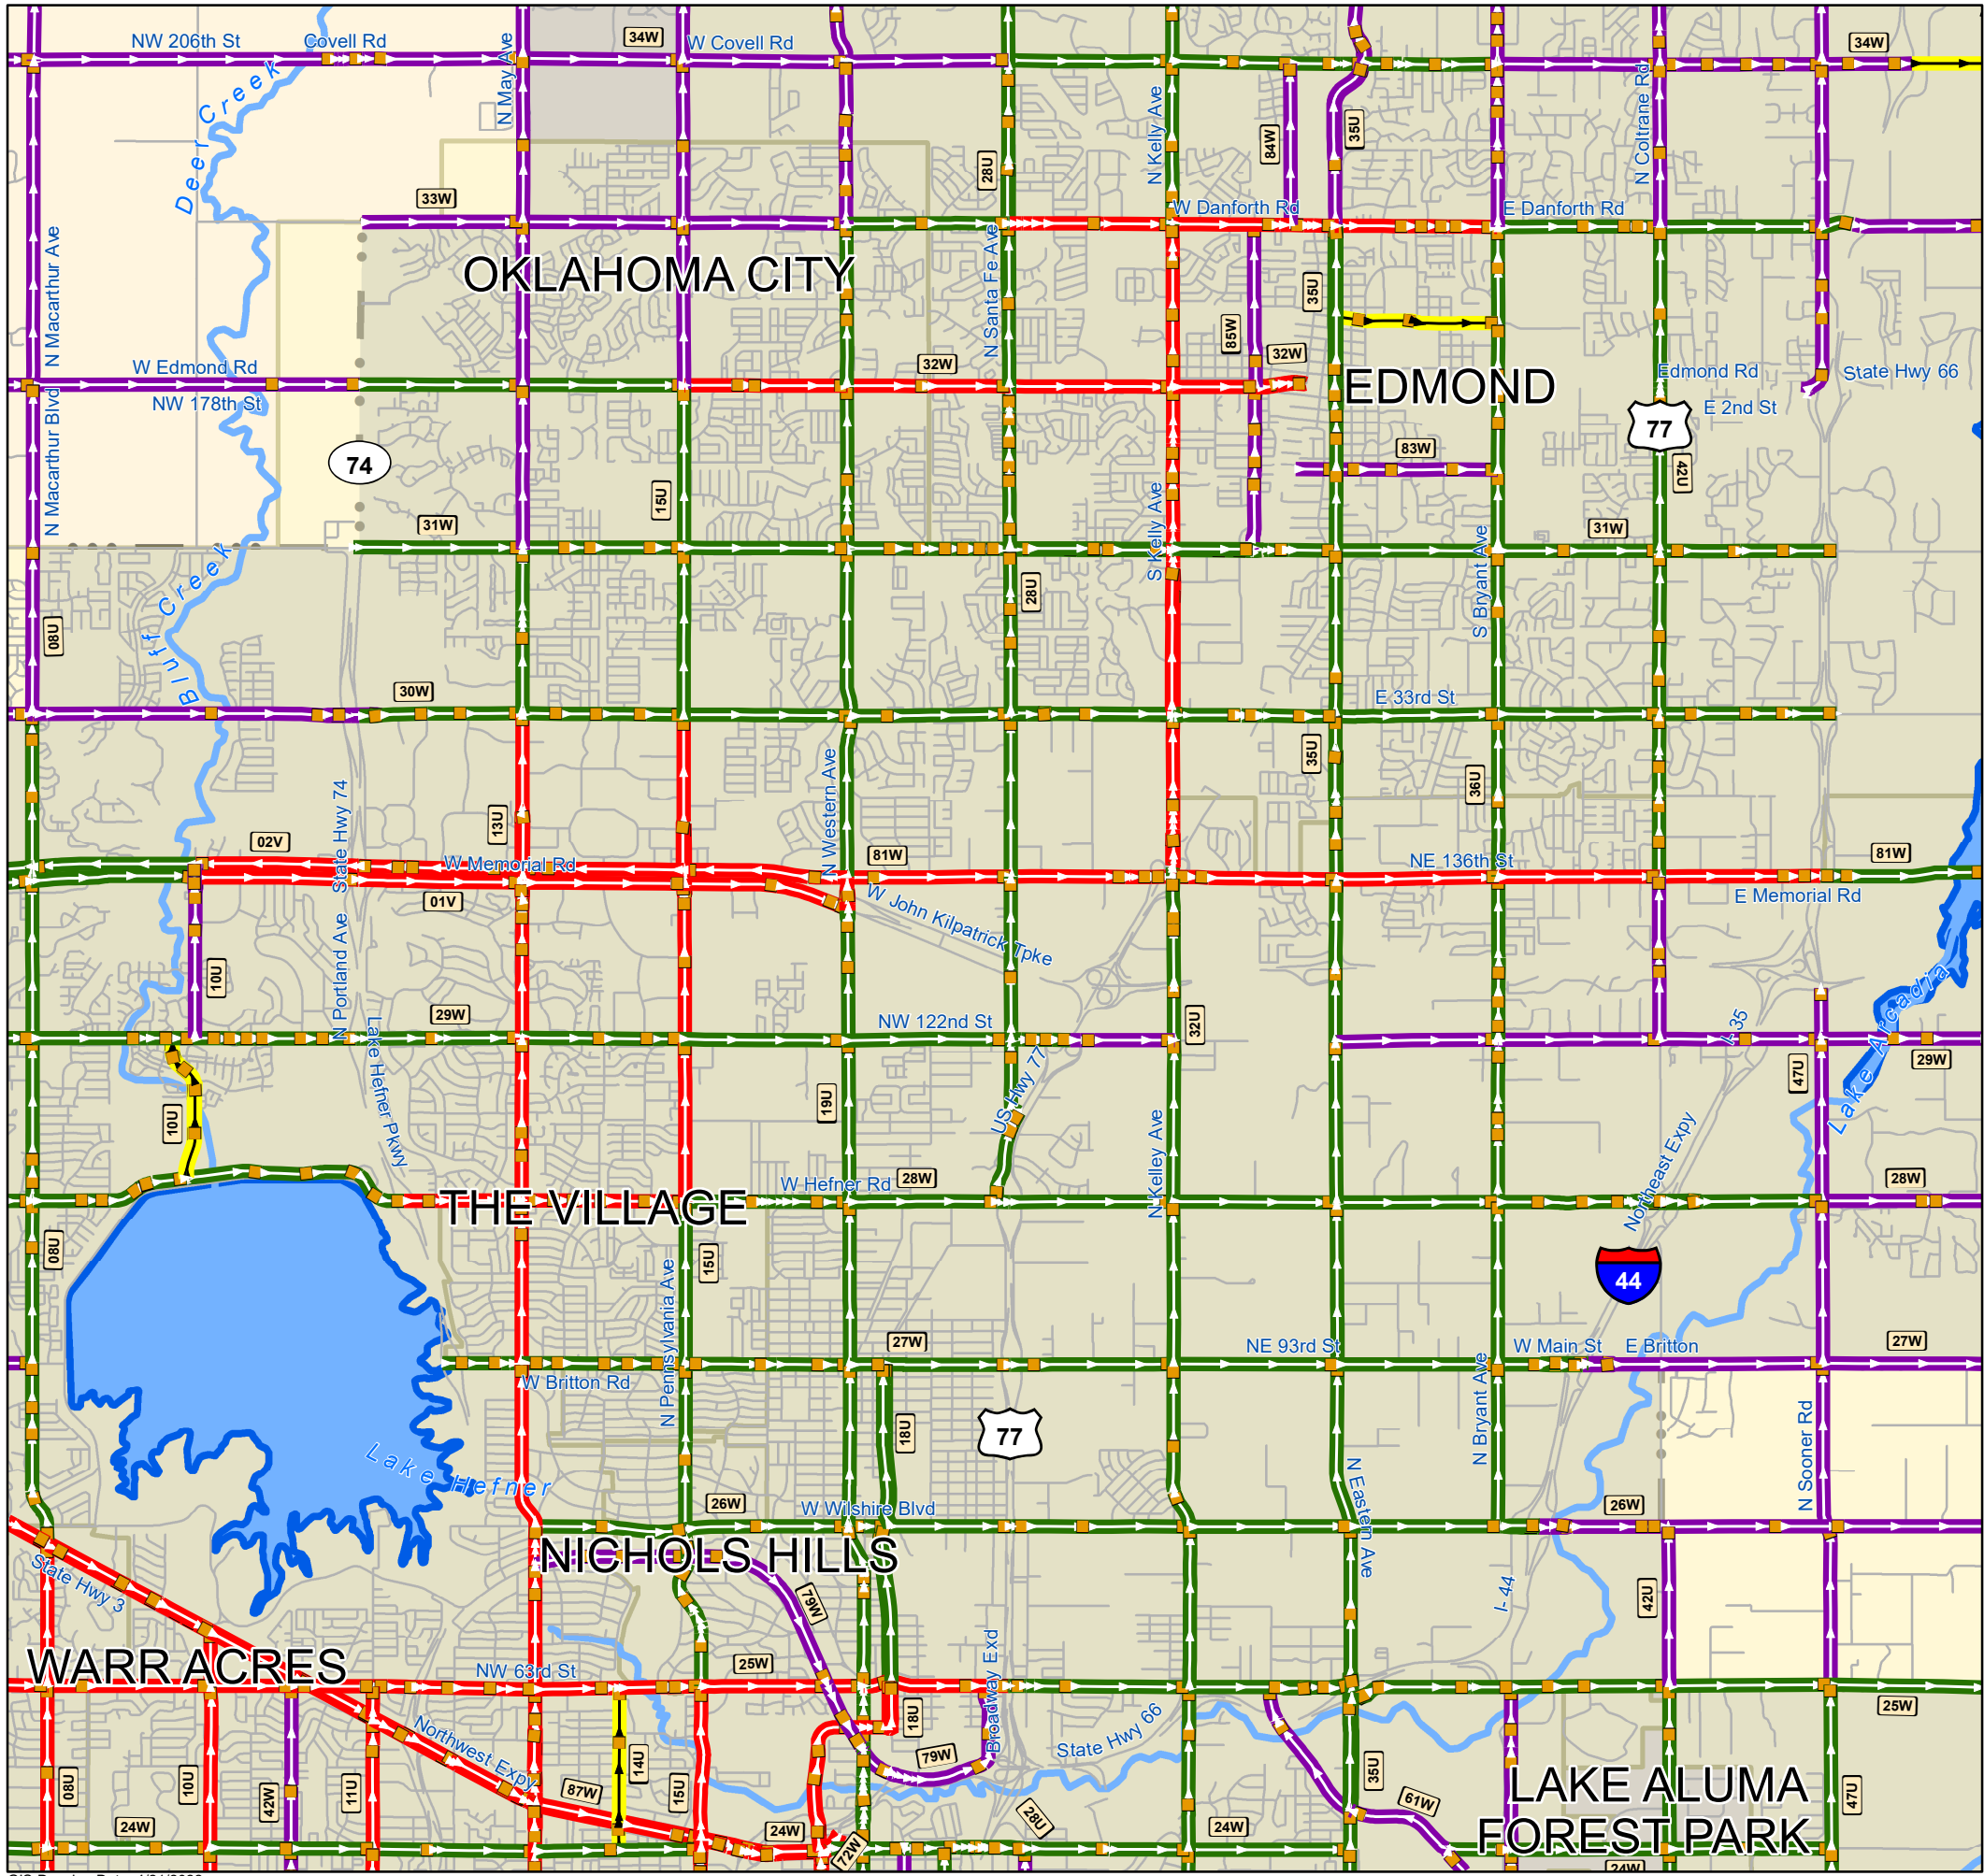 34W
34W
NW 206th St
Covell Rd
W Covell Rd
N May Ave
N Coltrane Rd
Deer Creek
N Kelly Ave
84W
35U
28U
33W
W Danforth Rd
E Danforth Rd
N Macarthur Ave
OKLAHOMA CITY
N Santa Fe Ave
35U
85W
32W
32W
W Edmond Rd
NW 178th St
EDMOND
Edmond Rd
State Hwy 66
E 2nd St
77
N Macarthur Blvd
83W
74
42U
15U
31W
31W
S Kelly Ave
S Bryant Ave
Bluff Creek
28U
08U
30W
E 33rd St
35U
36U
N Western Ave
State Hwy 74
13U
02V
W Memorial Rd
81W
NE 136th St
81W
01V
W John Kilpatrick Tpke
E Memorial Rd
10U
N Portland Ave
Lake Arcadia
29W
NW 122nd St
32U
I-35
29W
Lake Hefner Pkwy
US Hwy 77
47U
10U
19U
N Kelley Ave
Northeast Expy
28W
28W
THE VILLAGE
W Hefner Rd
08U
15U
44
N Pennsylvania Ave
27W
NE 93rd St
W Main St
E Britton
27W
W Britton Rd
N Bryant Ave
18U
77
N Sooner Rd
Lake Hefner
N Eastern Ave
26W
W Wilshire Blvd
26W
NICHOLS HILLS
State Hwy 3
79W
I-44
42U
WARR ACRES
NW 63rd St
25W
Broadway Exd
25W
18U
State Hwy 66
Northwest Expy
79W
14U
15U
87W
08U
10U
42W
11U
35U
61W
LAKE ALUMA
47U
24W
24W
72W
28U
24W
FOREST PARK
24W